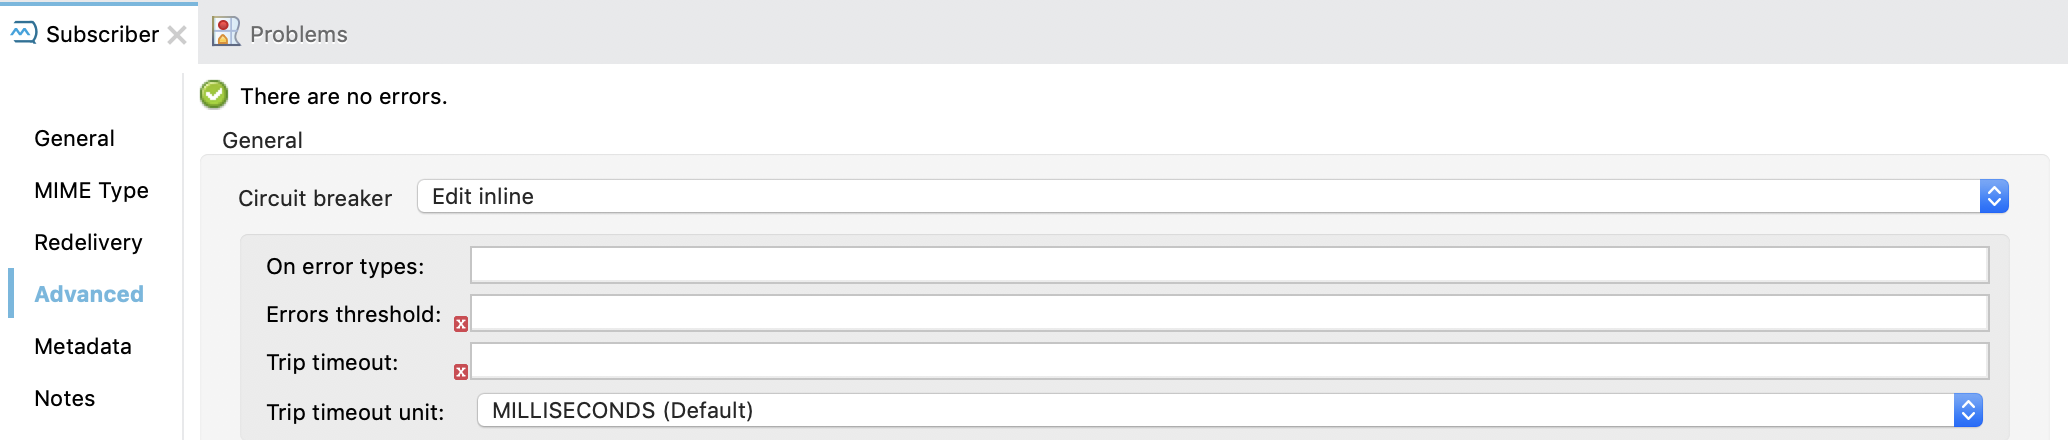 Subscriber
Problems
There are no errors.
General
MIME Type
Redelivery
Advanced
Metadata
Notes
General
Circuit breaker Edit inline
On error types:
Errors threshold:
Trip timeout:
Trip timeout unit: MILLISECONDS (Default)